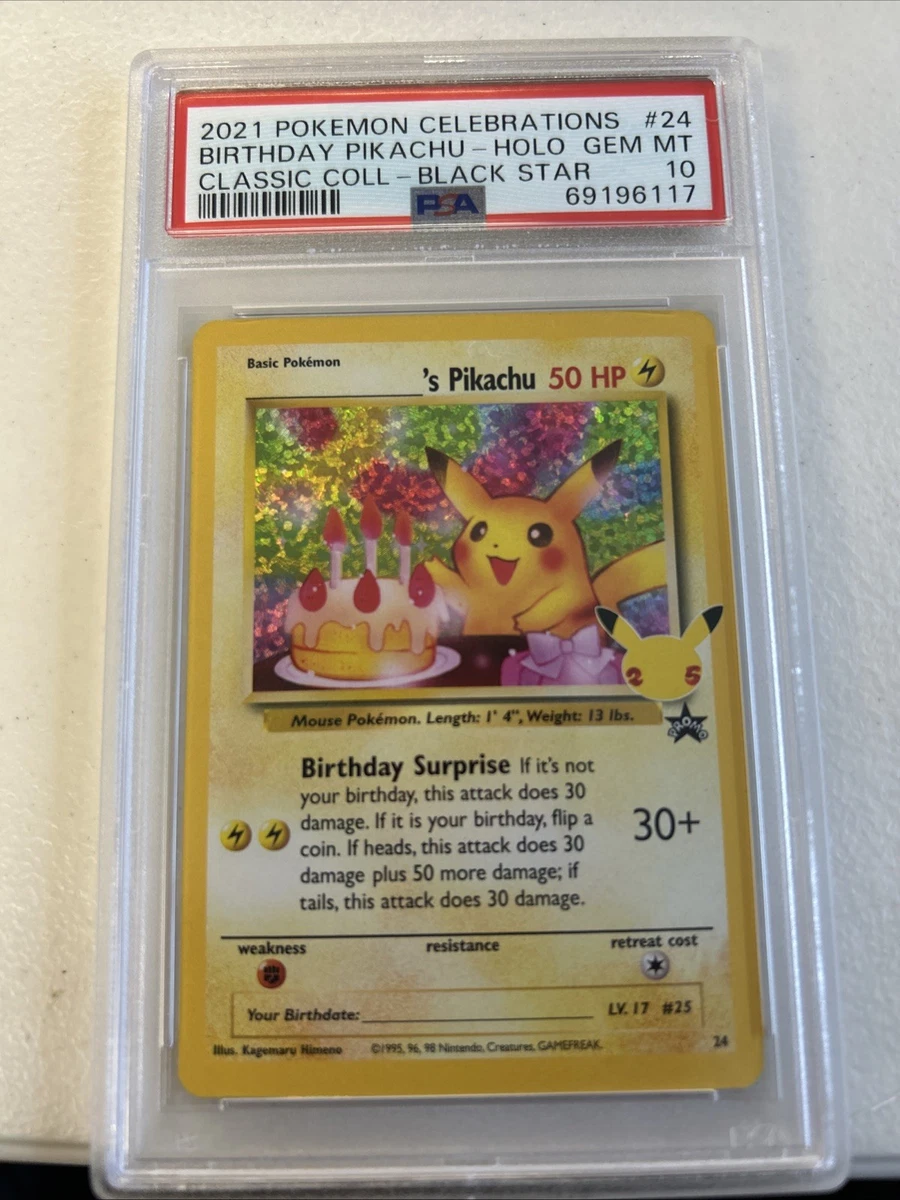 2021 POKEMON CELEBRATIONS #24
BIRTHDAY PIKACHU-HOLO GEM MT
CLASSIC COLL-BLACK STAR 10
PSA 69196117
Basic Pokémon
____________'s Pikachu 50 HP
25
PROMO
Mouse Pokémon. Length: 1' 4", Weight: 13 lbs.
Birthday Surprise If it's not
your birthday, this attack does 30
damage. If it is your birthday, flip a
coin. If heads, this attack does 30
damage plus 50 more damage; if
tails, this attack does 30 damage.
30+
weakness resistance retreat cost
Your Birthdate:____________ LV. 17 #25
Illus. Kagemaru Himeno ©1995, 96, 98 Nintendo, Creatures, GAMEFREAK. 24